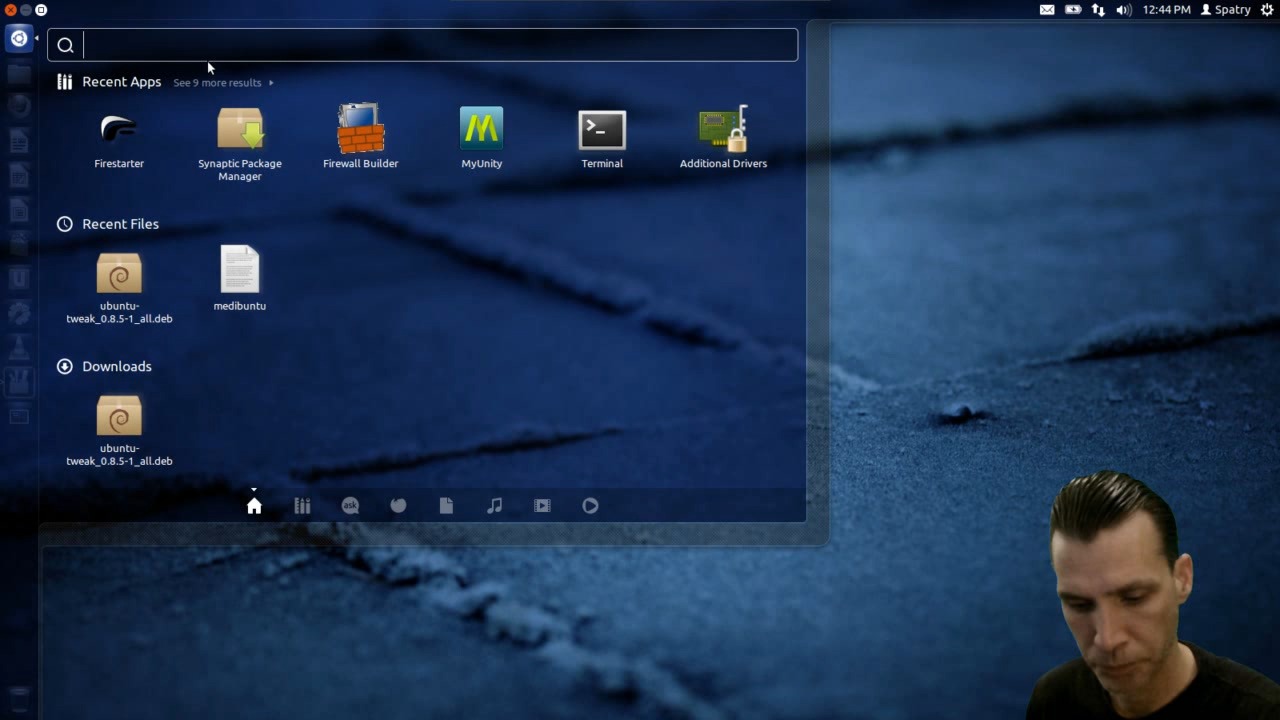 12:44 PM Spatry
Recent Apps See 9 more results
Firestarter
Synaptic Package
Manager
Firewall Builder
MyUnity
Terminal
Additional Drivers
Recent Files
ubuntu-
tweak_0.8.5-1_all.deb
medibuntu
Downloads
ubuntu-
tweak_0.8.5-1_all.deb
ask